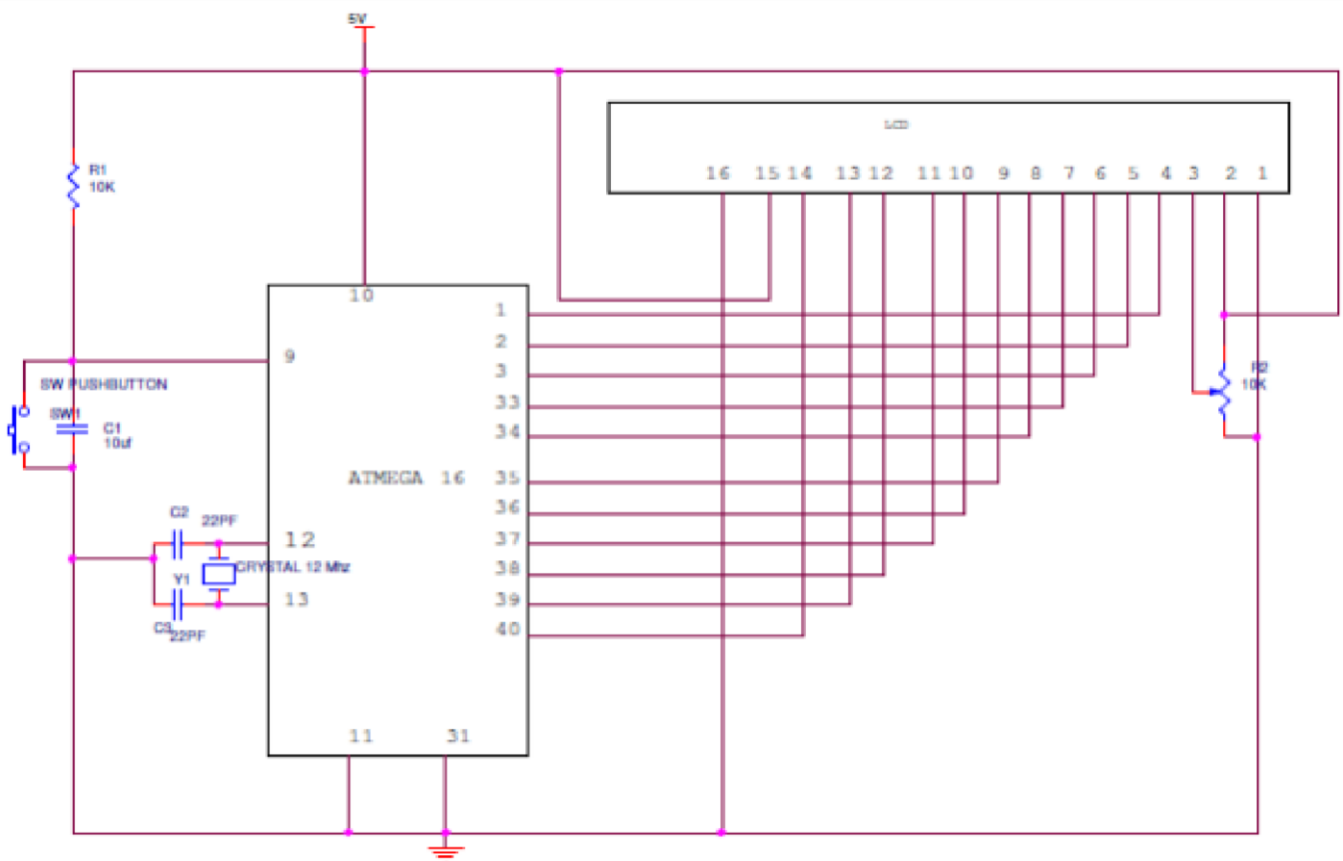 5V
LCD
16 15 14 13 12 11 10 9 8 7 6 5 4 3 2 1
R1
10K
10
1
2
9
3
R2
10K
SW PUSHBUTTON
33
SW1
C1
10uf
34
ATMEGA 16
35
36
C2
22PF
12
37
CRYSTAL 12 Mhz
38
Y1
13
39
C3
22PF
40
11
31